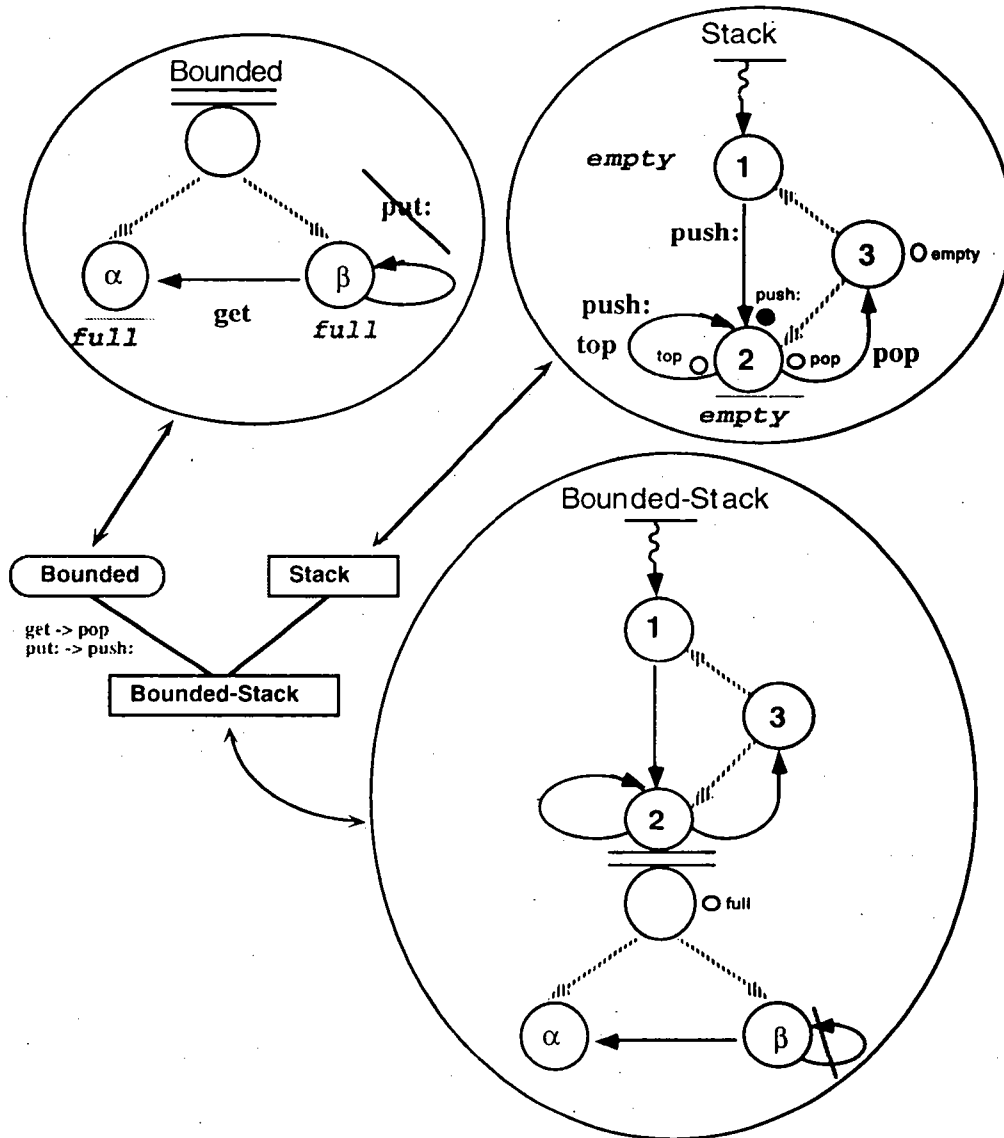 Bounded
put:
α
β
get
full
full
Stack
empty
1
push:
3
empty
push:
push:
top
top
2
pop
pop
empty
Bounded
Stack
get -> pop
put: -> push:
Bounded-Stack
Bounded-Stack
1
3
2
full
α
β